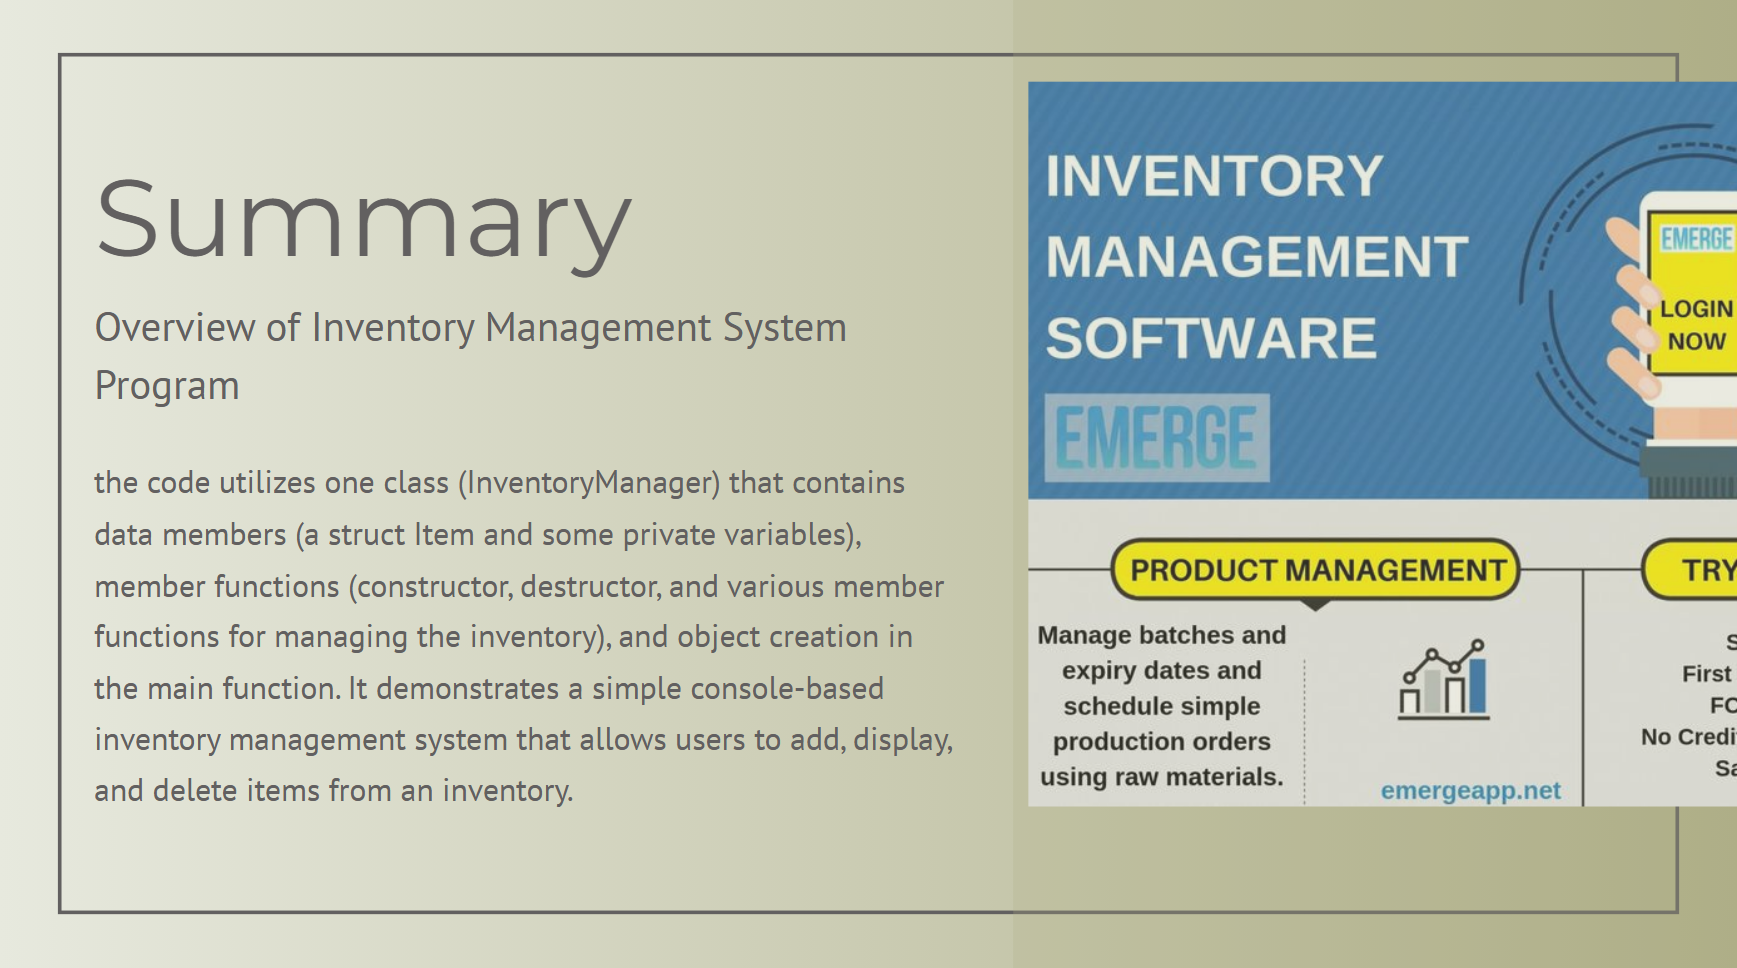 Summary
Overview of Inventory Management System
Program
the code utilizes one class (InventoryManager) that contains
data members (a struct Item and some private variables),
member functions (constructor, destructor, and various member
functions for managing the inventory), and object creation in
the main function. It demonstrates a simple console-based
inventory management system that allows users to add, display,
and delete items from an inventory.
INVENTORY
MANAGEMENT
SOFTWARE
EMERGE
EMERGE
LOGIN
NOW
PRODUCT MANAGEMENT
Manage batches and
expiry dates and
schedule simple
production orders
using raw materials.
emergeapp.net
TRY
First
No